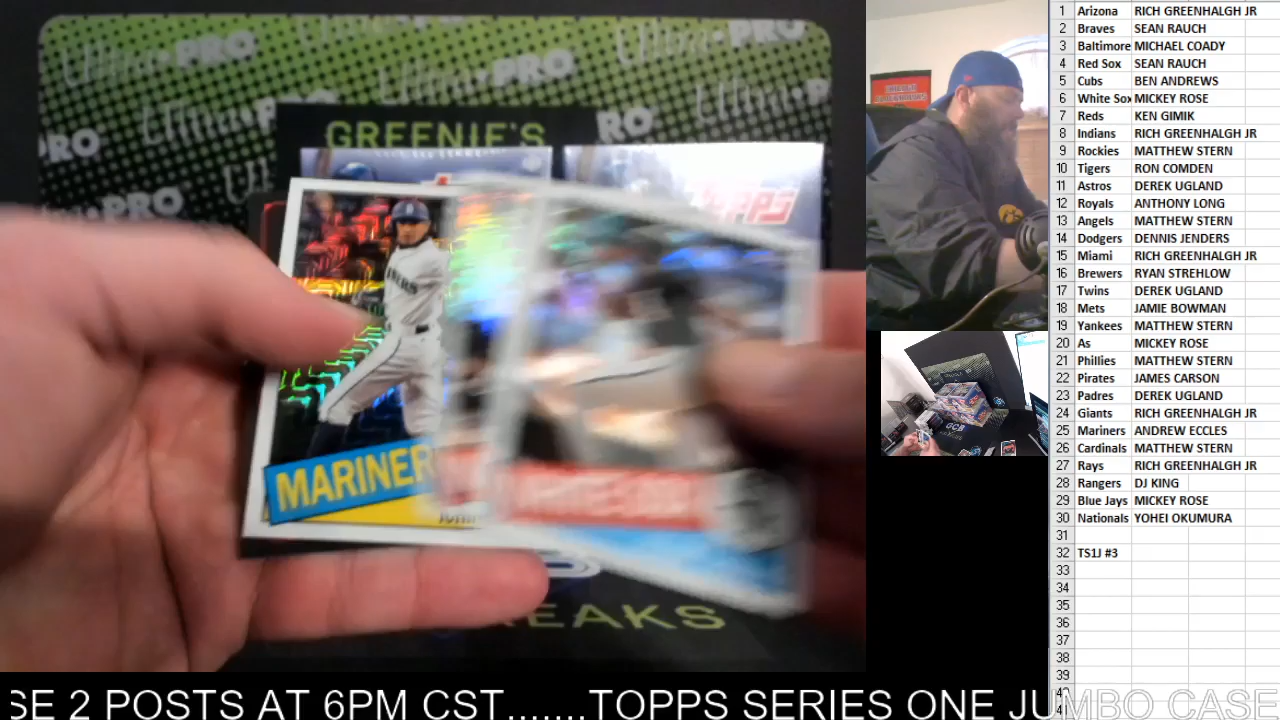 Ultra•PRO
PRO
Ultra•PRO
PRO
GREENIE'S
RO
TOPPS
MARINER
WHITE SOX
BREAKS
1 Arizona RICH GREENHALGH JR
2 Braves SEAN RAUCH
3 Baltimore MICHAEL COADY
4 Red Sox SEAN RAUCH
5 Cubs BEN ANDREWS
6 White Sox MICKEY ROSE
7 Reds KEN GIMIK
8 Indians RICH GREENHALGH JR
9 Rockies MATTHEW STERN
10 Tigers RON COMDEN
11 Astros DEREK UGLAND
12 Royals ANTHONY LONG
13 Angels MATTHEW STERN
14 Dodgers DENNIS JENDERS
15 Miami RICH GREENHALGH JR
16 Brewers RYAN STREHLOW
17 Twins DEREK UGLAND
18 Mets JAMIE BOWMAN
19 Yankees MATTHEW STERN
20 As MICKEY ROSE
21 Phillies MATTHEW STERN
22 Pirates JAMES CARSON
23 Padres DEREK UGLAND
24 Giants RICH GREENHALGH JR
25 Mariners ANDREW ECCLES
26 Cardinals MATTHEW STERN
27 Rays RICH GREENHALGH JR
28 Rangers DJ KING
29 Blue Jays MICKEY ROSE
30 Nationals YOHEI OKUMURA
31
32 TS1J #3
33
34
35
36
37
38
39
SE 2 POSTS AT 6PM CST.......TOPPS SERIES ONE JUMBO CASE